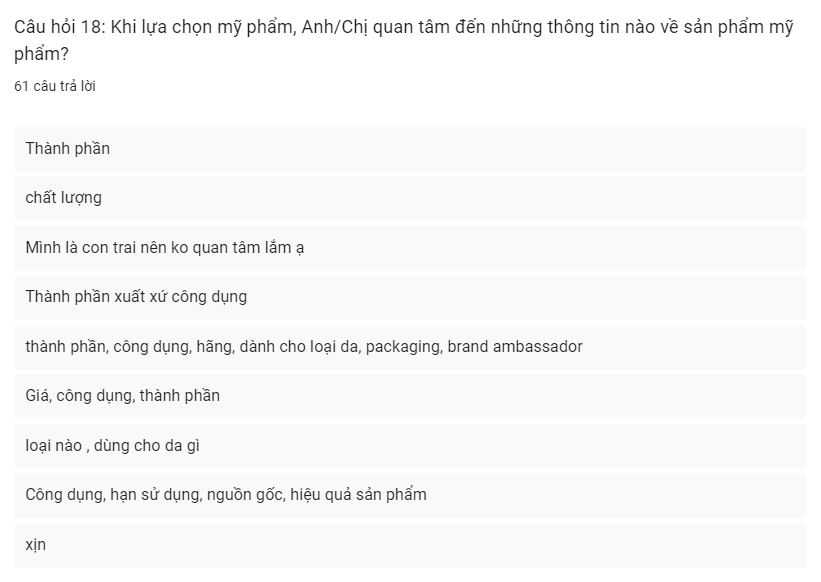 Câu hỏi 18: Khi lựa chọn mỹ phẩm, Anh/Chị quan tâm đến những thông tin nào về sản phẩm mỹ
phẩm?
61 câu trả lời
Thành phần
chất lượng
Mình là con trai nên ko quan tâm lắm ạ
Thành phần xuất xứ công dụng
thành phần, công dụng, hãng, dành cho loại da, packaging, brand ambassador
Giá, công dụng, thành phần
loại nào , dùng cho da gì
Công dụng, hạn sử dụng, nguồn gốc, hiệu quả sản phẩm
xịn